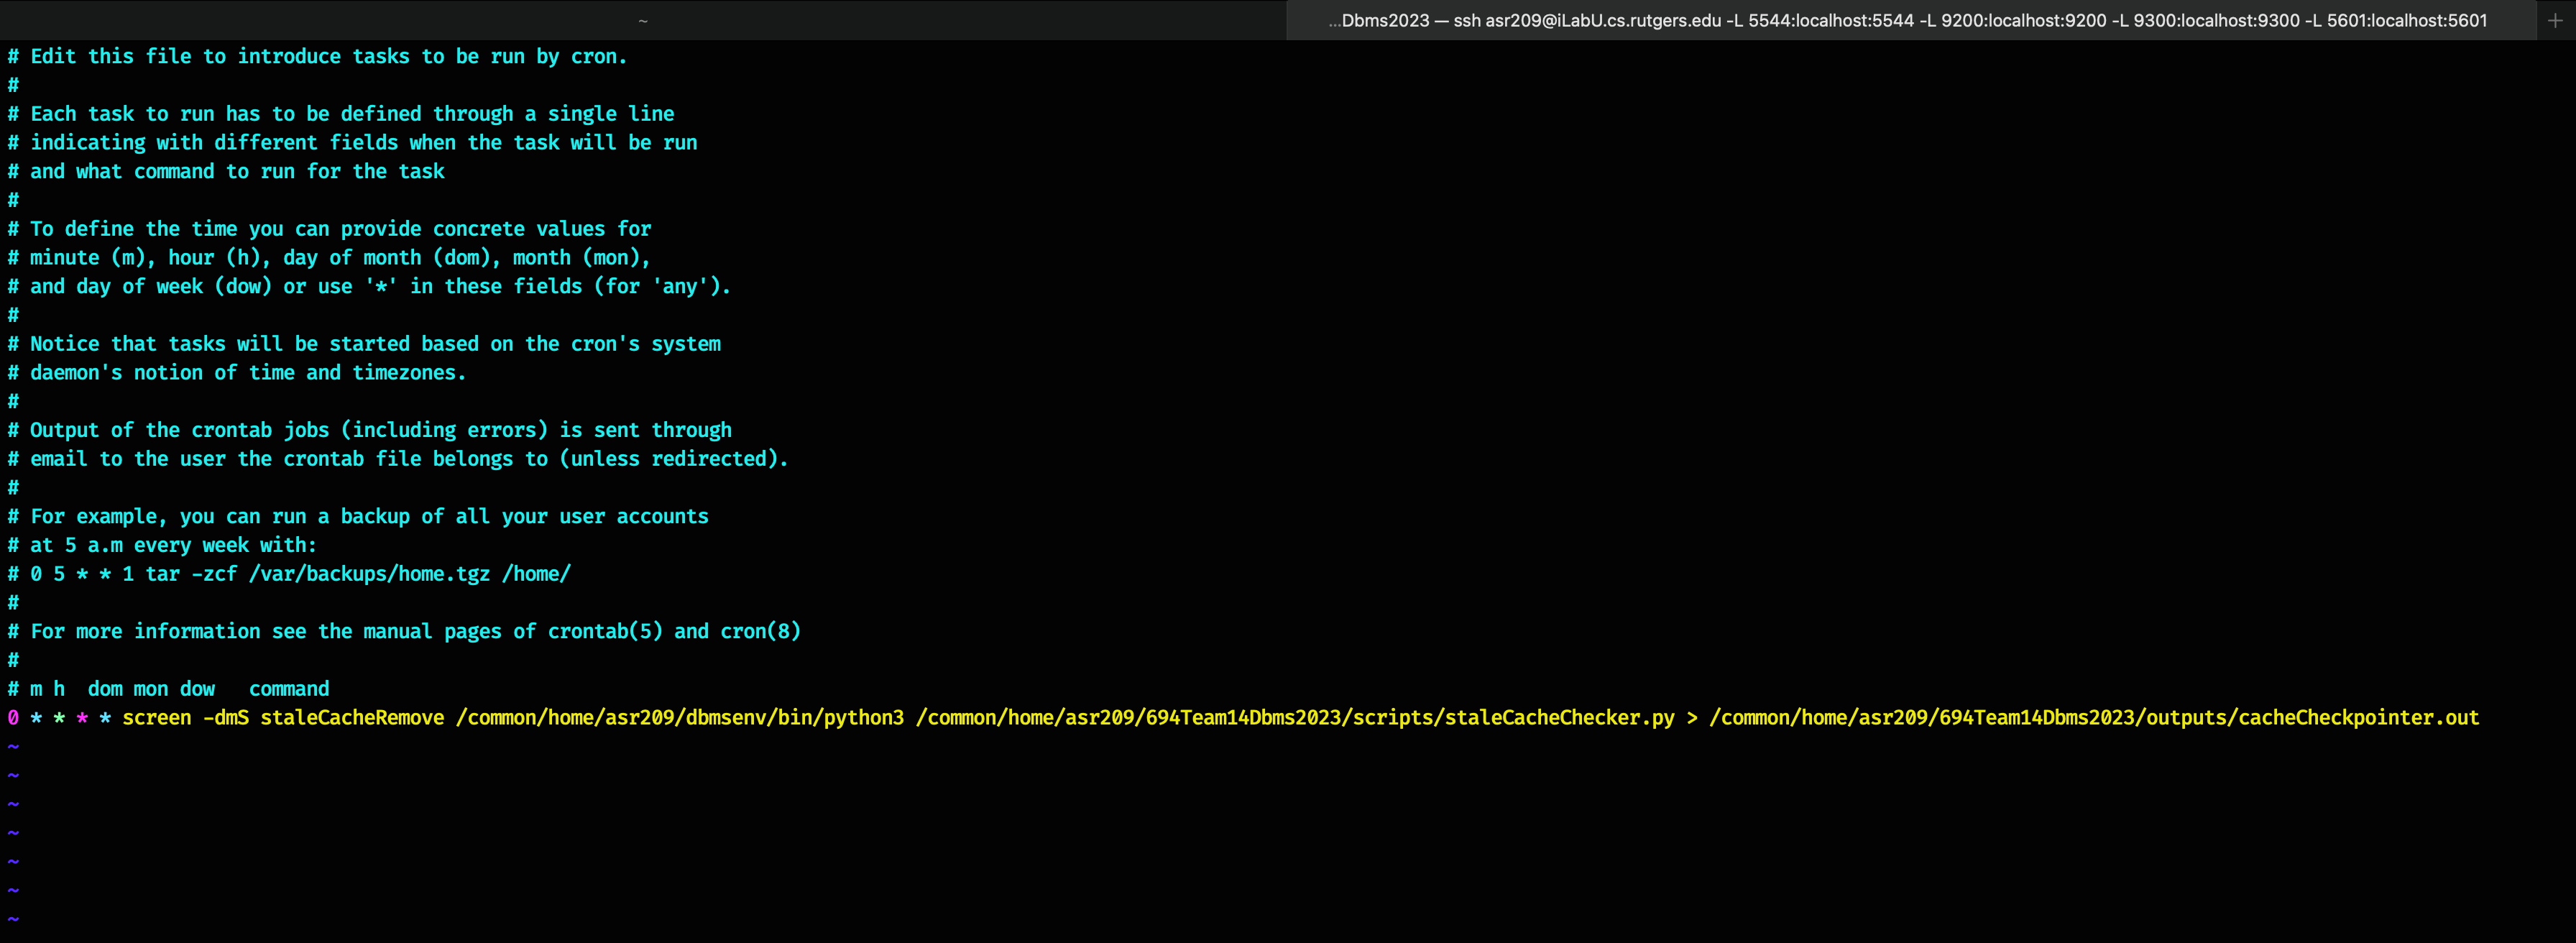 ~
...Dbms2023 — ssh asr209@iLabU.cs.rutgers.edu -L 5544:localhost:5544 -L 9200:localhost:9200 -L 9300:localhost:9300 -L 5601:localhost:5601
+
# Edit this file to introduce tasks to be run by cron.
#
# Each task to run has to be defined through a single line
# indicating with different fields when the task will be run
# and what command to run for the task
#
# To define the time you can provide concrete values for
# minute (m), hour (h), day of month (dom), month (mon),
# and day of week (dow) or use '*' in these fields (for 'any').
#
# Notice that tasks will be started based on the cron's system
# daemon's notion of time and timezones.
#
# Output of the crontab jobs (including errors) is sent through
# email to the user the crontab file belongs to (unless redirected).
#
# For example, you can run a backup of all your user accounts
# at 5 a.m every week with:
# 0 5 * * 1 tar -zcf /var/backups/home.tgz /home/
#
# For more information see the manual pages of crontab(5) and cron(8)
#
# m h  dom mon dow   command
0 * * * * screen -dmS staleCacheRemove /common/home/asr209/dbmsenv/bin/python3 /common/home/asr209/694Team14Dbms2023/scripts/staleCacheChecker.py > /common/home/asr209/694Team14Dbms2023/outputs/cacheCheckpointer.out
~
~
~
~
~
~
~